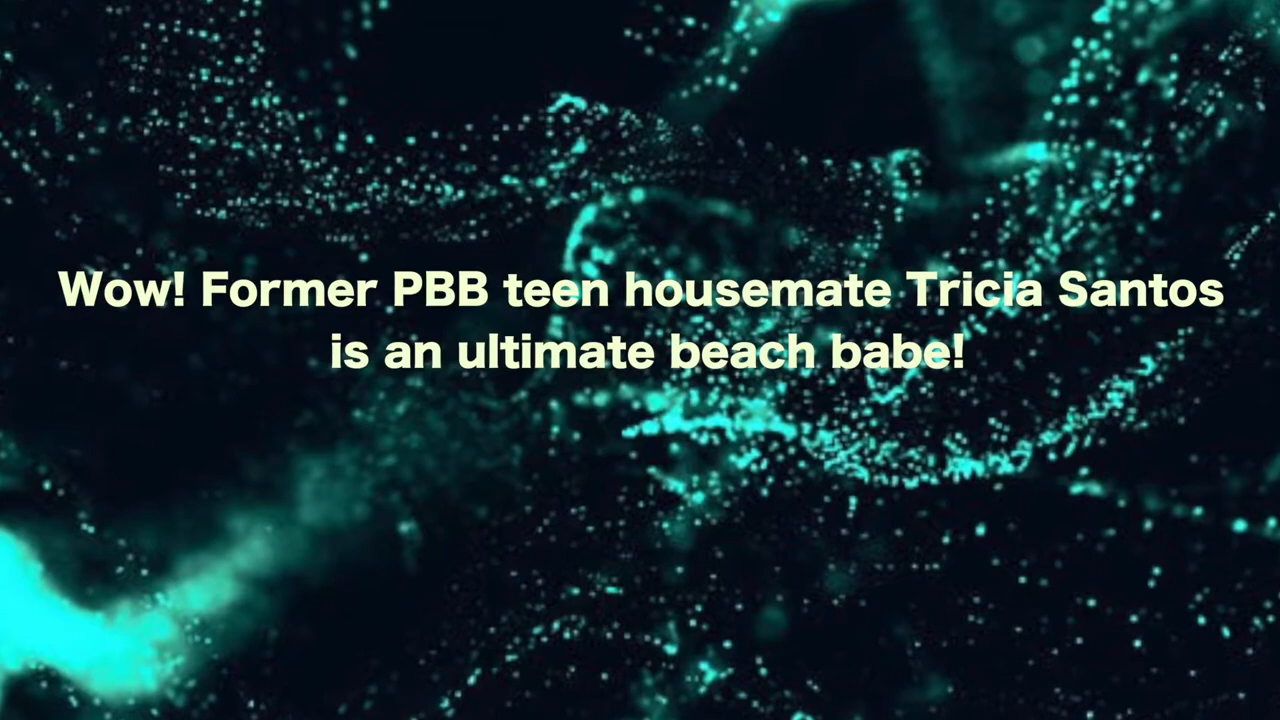 Wow! Former PBB teen housemate Tricia Santos
is an ultimate beach babe!